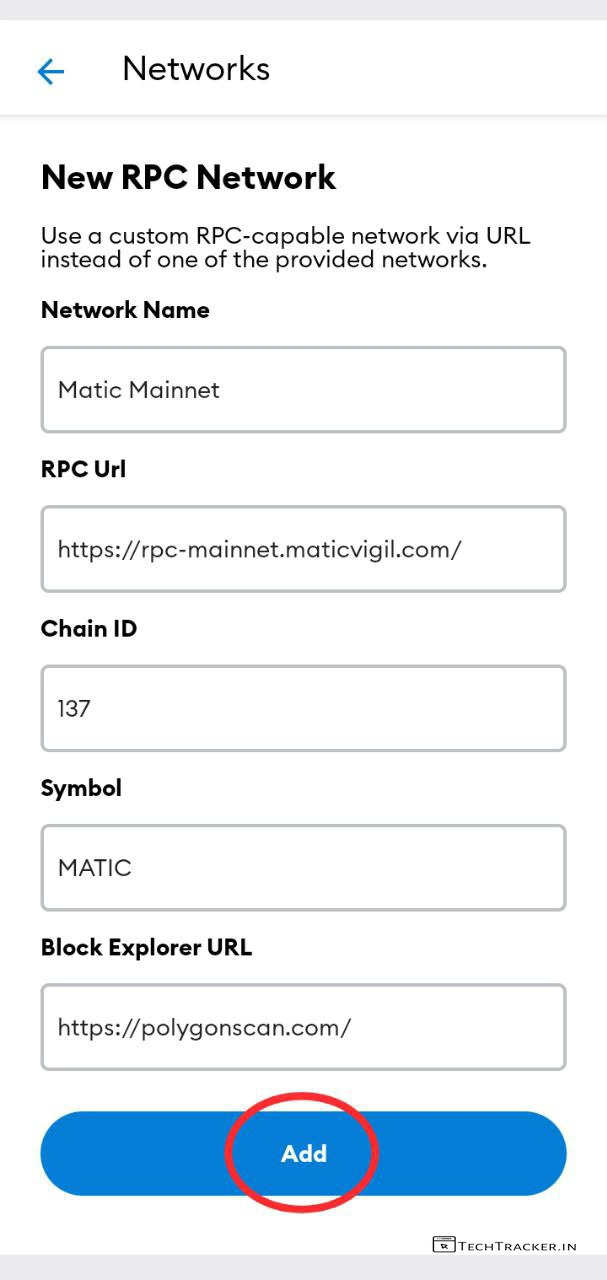 Networks
New RPC Network
Use a custom RPC-capable network via URL
instead of one of the provided networks.
Network Name
Matic Mainnet
RPC Url
https://rpc-mainnet.maticvigil.com/
Chain ID
137
Symbol
MATIC
Block Explorer URL
https://polygonscan.com/
Add
TECHTRACKER.IN